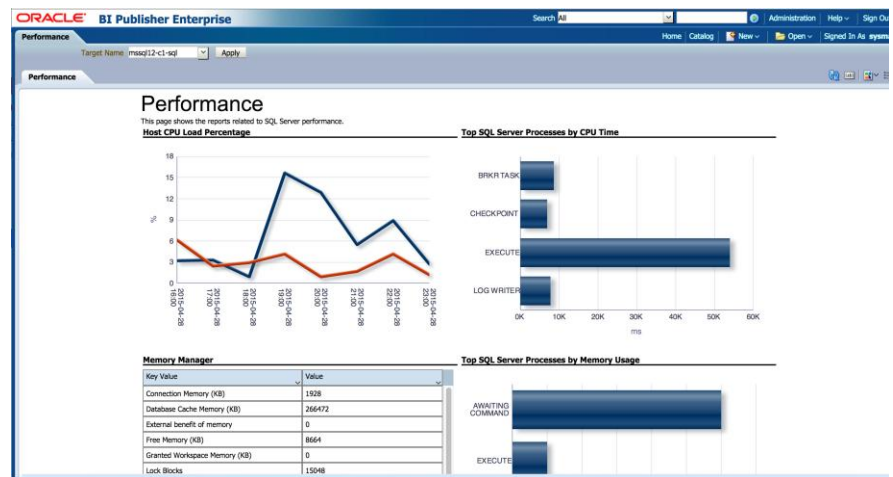 ORACLE BI Publisher Enterprise
Search All
Administration Help Sign Ou
Performance
Home Catalog New Open Signed In As sysma
Target Name mssql12-c1-sql Apply
Performance
Performance
This page shows the reports related to SQL Server performance.
Host CPU Load Percentage
18
15
12
9
6
3
0
%
2015-04-28 16:00
2015-04-28 17:00
2015-04-28 18:00
2015-04-28 19:00
2015-04-28 20:00
2015-04-28 21:00
2015-04-28 22:00
2015-04-28 23:00
Top SQL Server Processes by CPU Time
BRKR TASK
CHECKPOINT
EXECUTE
LOG WRITER
0K 10K 20K 30K 40K 50K 60K
ms
Memory Manager
Key Value Value
Connection Memory (KB) 1928
Database Cache Memory (KB) 266472
External benefit of memory 0
Free Memory (KB) 8664
Granted Workspace Memory (KB) 0
Lock Blocks 15048
Top SQL Server Processes by Memory Usage
AWAITING
COMMAND
EXECUTE